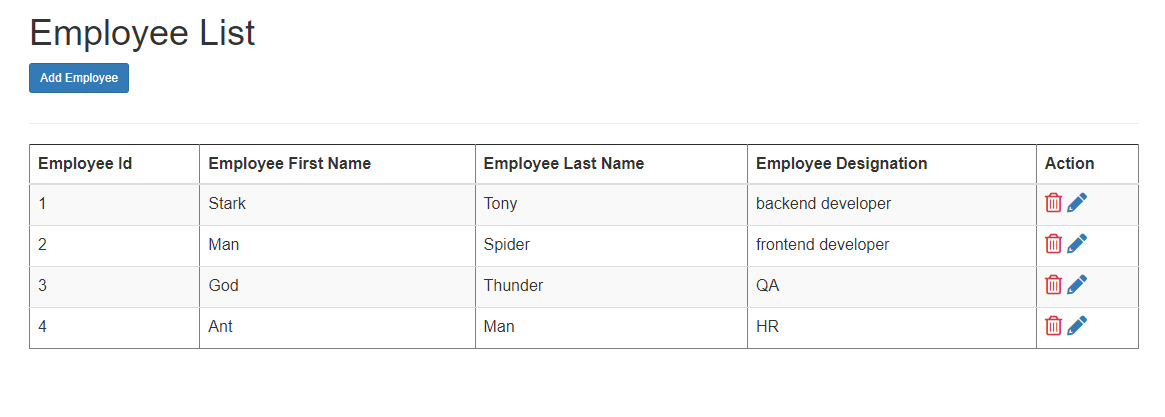 Employee List
Add Employee
Employee Id Employee First Name Employee Last Name Employee Designation Action
1 Stark Tony backend developer
2 Man Spider frontend developer
3 God Thunder QA
4 Ant Man HR